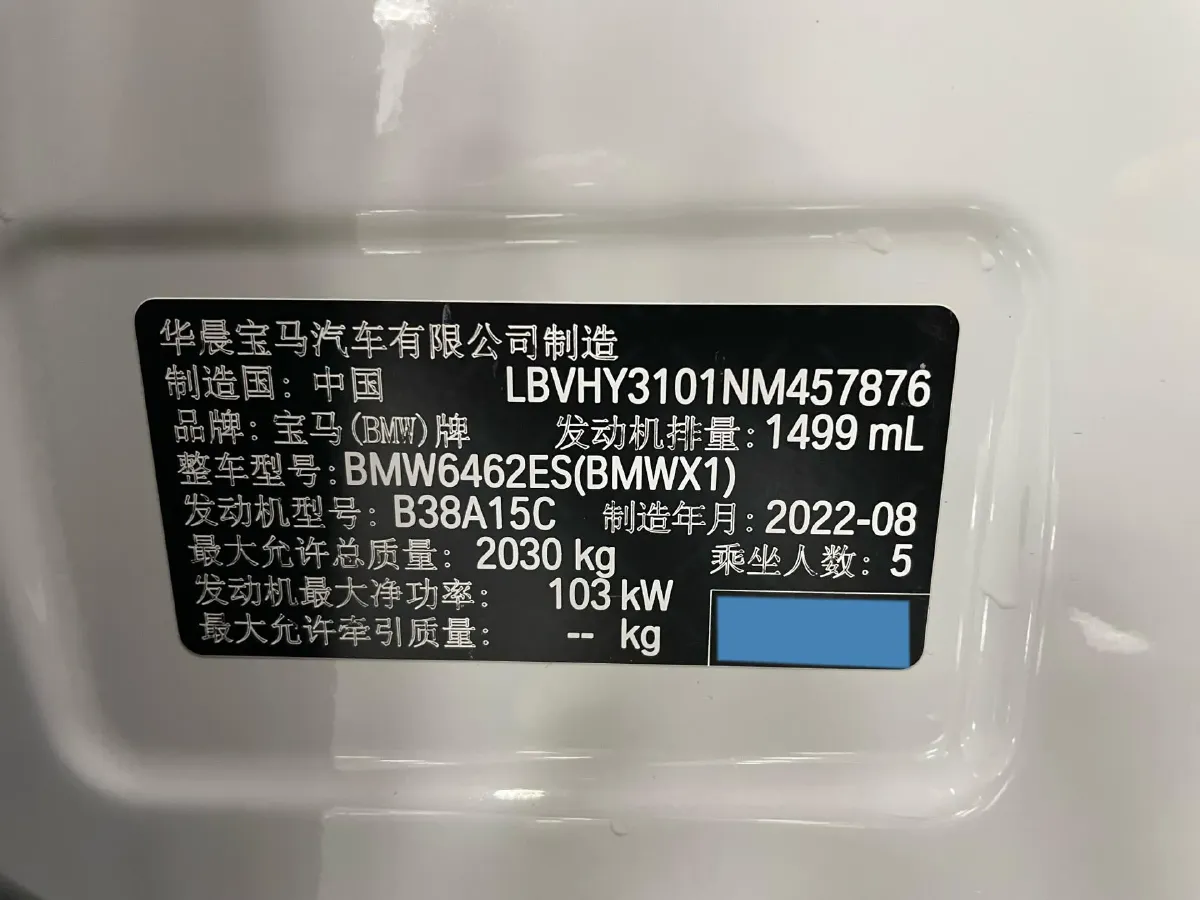 华晨宝马汽车有限公司制造
制造国：中国 LBVHY3101NM457876
品牌：宝马(BMW)牌 发动机排量：1499 mL
整车型号：BMW6462ES(BMWX1)
发动机型号：B38A15C 制造年月：2022-08
最大允许总质量：2030 kg 乘坐人数：5
发动机最大净功率： 103 kW
最大允许牵引质量： -- kg